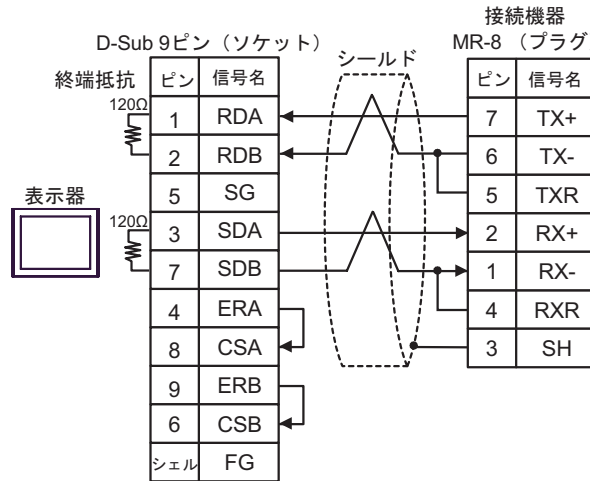 接続機器
D-Sub 9ピン（ソケット）
シールド
MR-8 （プラグ
終端抵抗
ピン 信号名
ピン 信号名
120Ω
1 RDA
7 TX+
2 RDB
6 TX-
5 SG
5 TXR
表示器
120Ω
3 SDA
2 RX+
7 SDB
1 RX-
4 ERA
4 RXR
8 CSA
3 SH
9 ERB
6 CSB
シェル FG